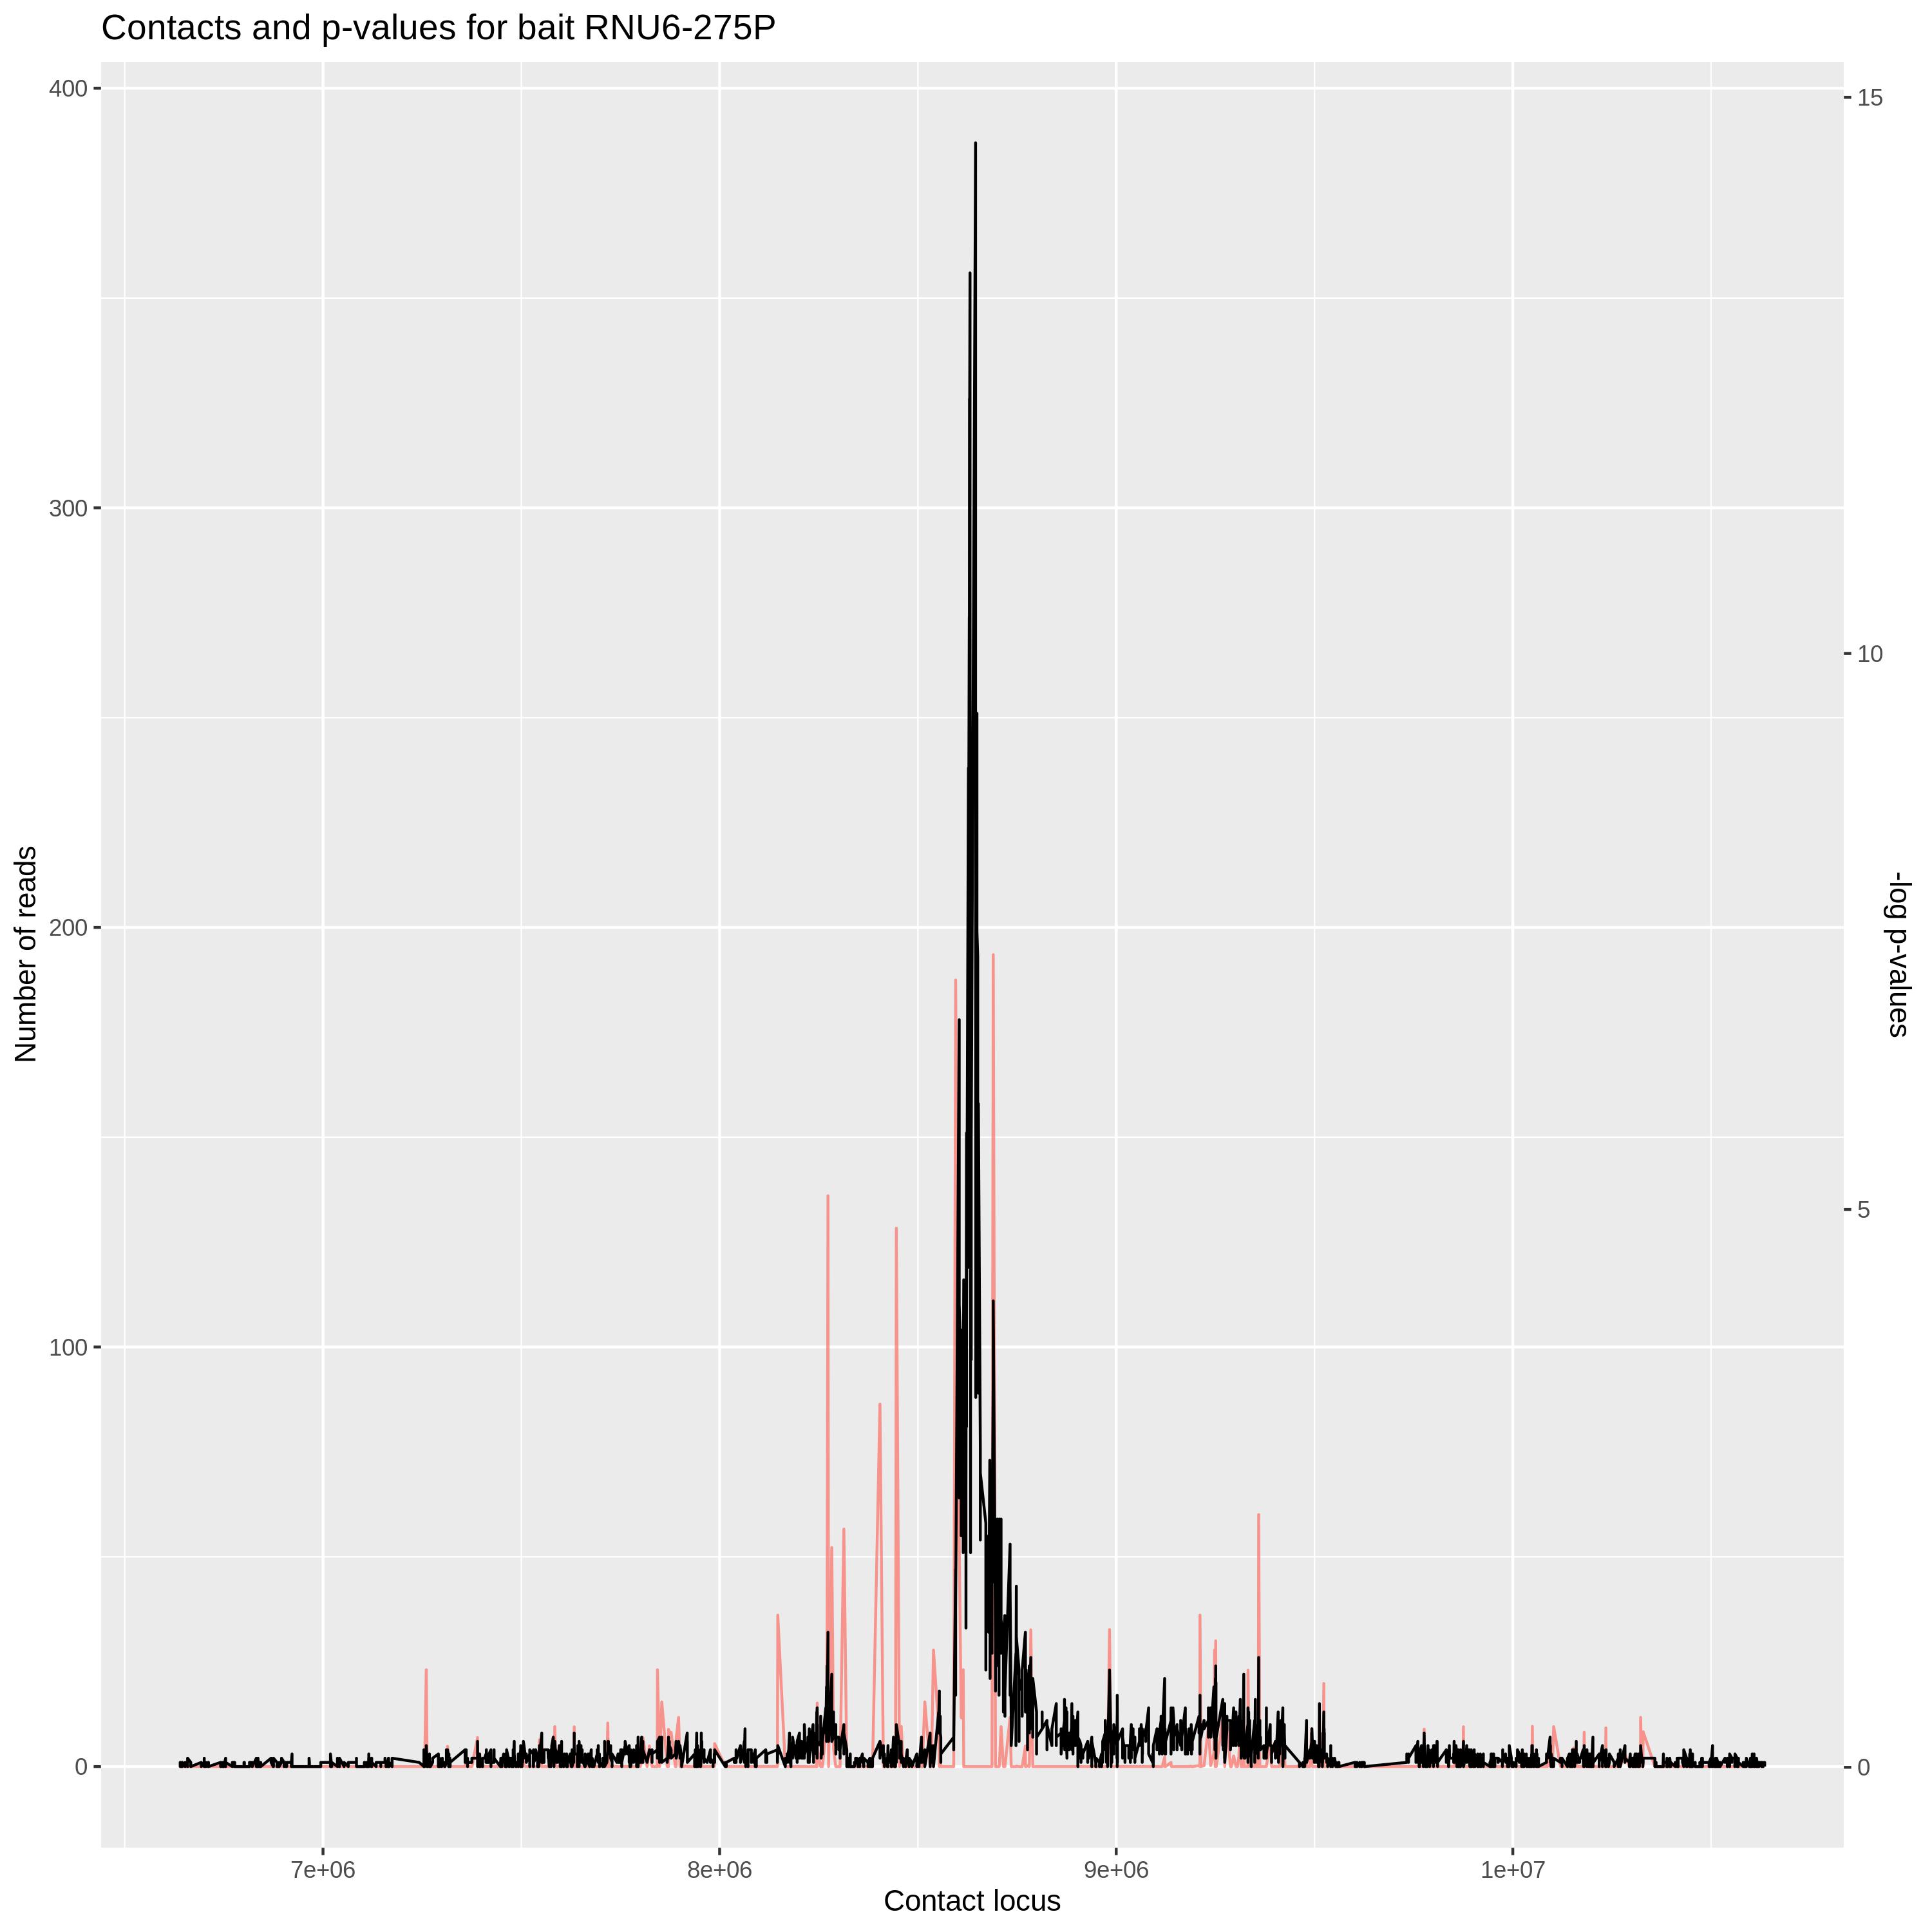 Contacts and p-values for bait RNU6-275P
400
300
200
100
0
15
10
5
0
7e+06
8e+06
9e+06
1e+07
Number of reads
-log p-values
Contact locus